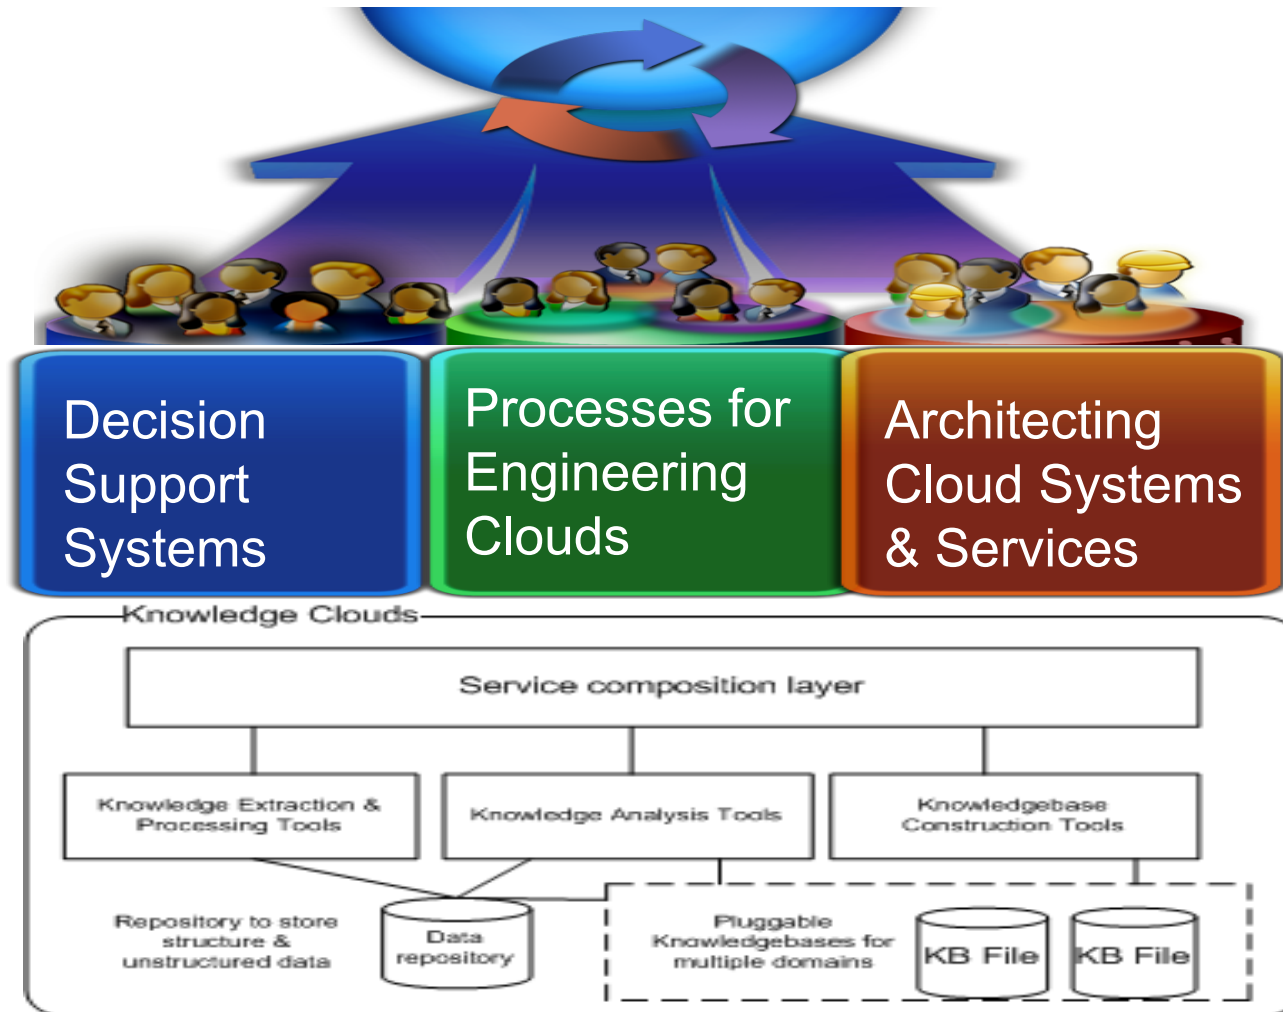 Decision
Support
Systems
Processes for
Engineering
Clouds
Architecting
Cloud Systems
& Services
Knowledge Clouds
Service composition layer
Knowledge Extraction &
Processing Tools
Knowledge Analysis Tools
Knowledgebase
Construction Tools
Repository to store
structure &
unstructured data
Data
repository
Pluggable
Knowledgebases for
multiple domains
KB File
KB File